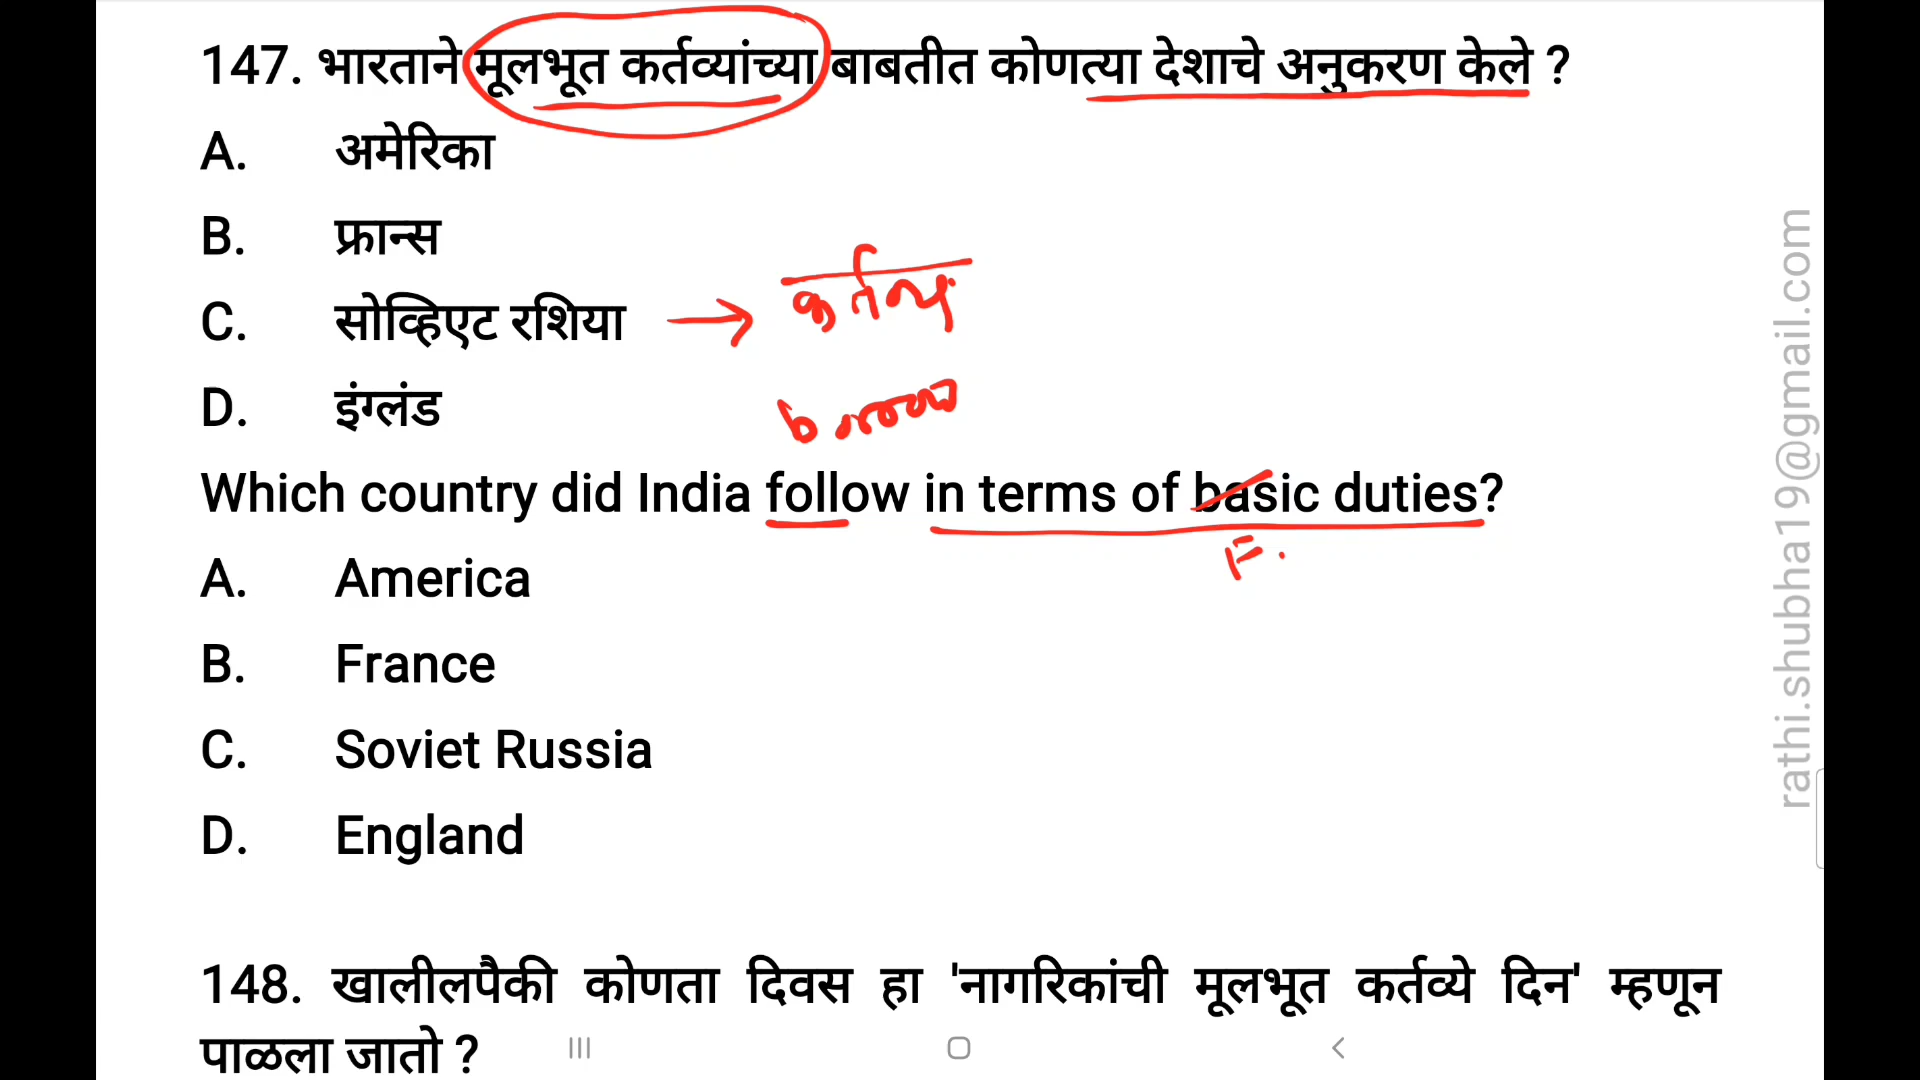 147. भारताने मूलभूत कर्तव्यांच्या बाबतीत कोणत्या देशाचे अनुकरण केले ?
A. अमेरिका
B. फ्रान्स
C. सोव्हिएट रशिया → कर्तव्य
D. इंग्लंड
Which country did India follow in terms of basic duties?
F.
A. America
B. France
C. Soviet Russia
D. England
148. खालीलपैकी कोणता दिवस हा 'नागरिकांची मूलभूत कर्तव्ये दिन' म्हणून
पाळला जातो ?
rathi.shubha19@gmail.com